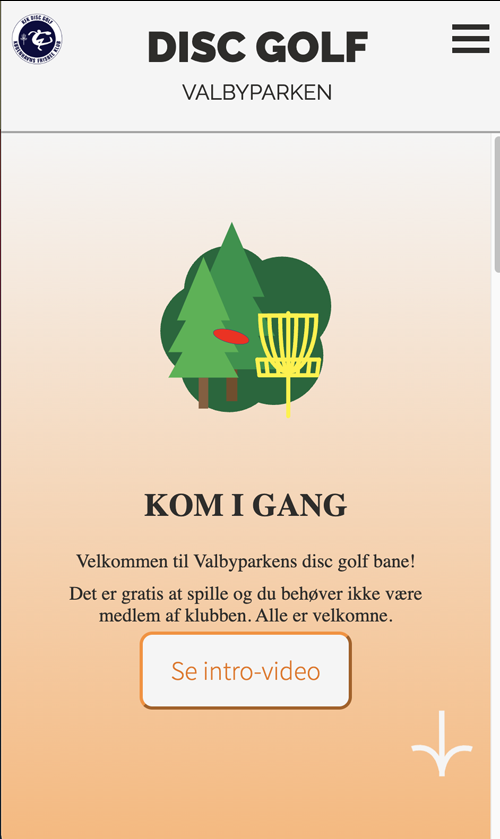 KFK DISC GOLF
KØBENHAVNS FRISBEE KLUB
DISC GOLF
VALBYPARKEN
KOM I GANG
Velkommen til Valbyparkens disc golf bane!
Det er gratis at spille og du behøver ikke være
medlem af klubben. Alle er velkomne.
Se intro-video